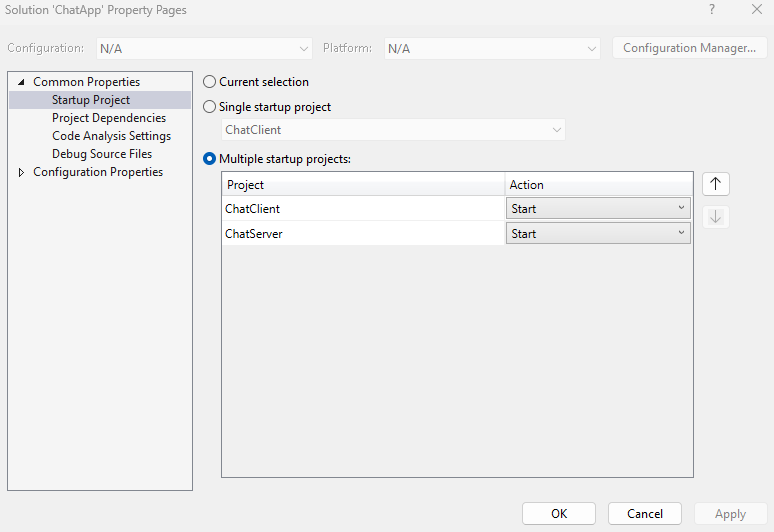 Solution 'ChatApp' Property Pages ?
Configuration: N/A Platform: N/A Configuration Manager...
Common Properties
Startup Project
Project Dependencies
Code Analysis Settings
Debug Source Files
Configuration Properties
Current selection
Single startup project
ChatClient
Multiple startup projects:
Project Action
ChatClient Start
ChatServer Start
OK Cancel Apply